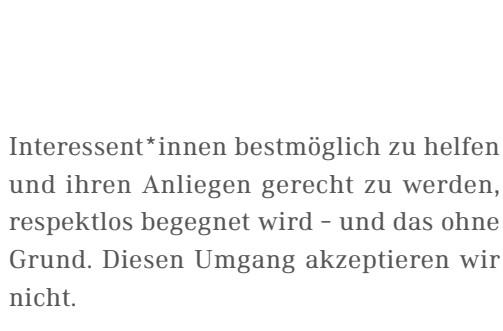 Interessent*innen bestmöglich zu helfen
und ihren Anliegen gerecht zu werden,
respektlos begegnet wird – und das ohne
Grund. Diesen Umgang akzeptieren wir
nicht.